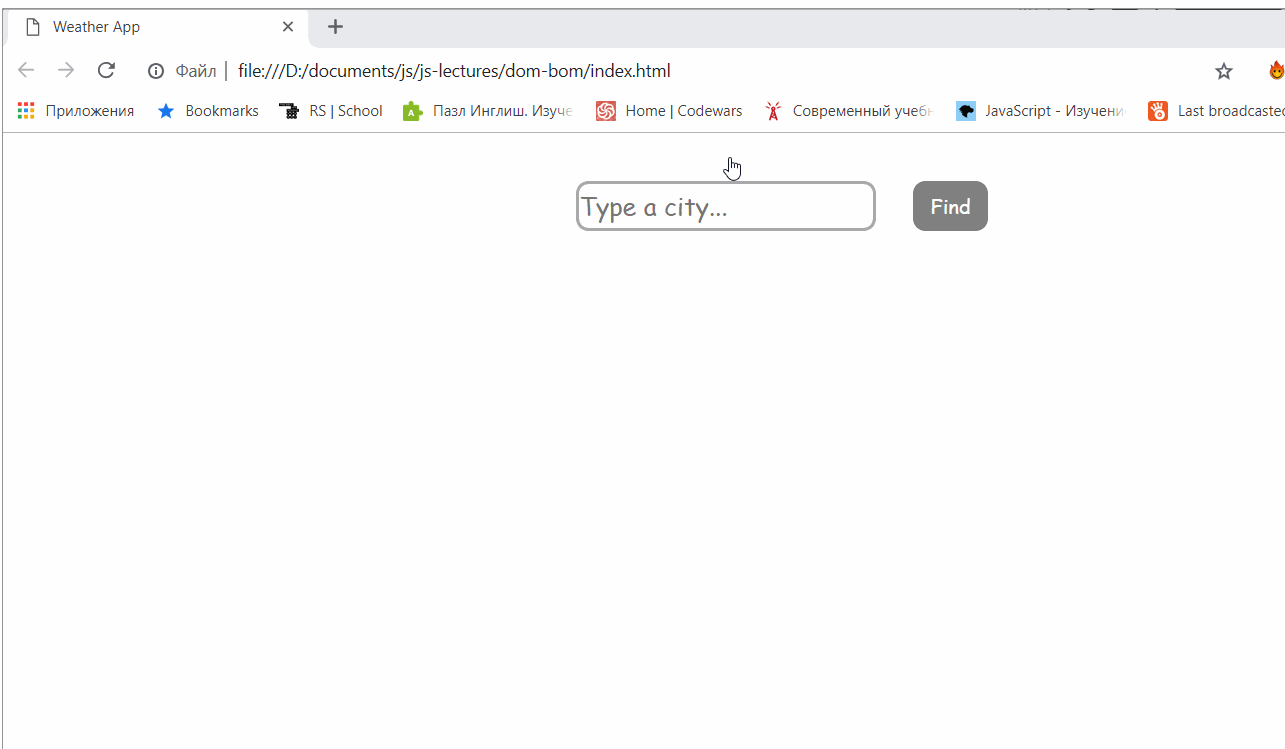 Weather App
Файл | file:///D:/documents/js/js-lectures/dom-bom/index.html
Приложения Bookmarks RS | School Пазл Инглиш. Изуче Home | Codewars Современный учебн JavaScript - Изучени Last broadcasted
Type a city... Find